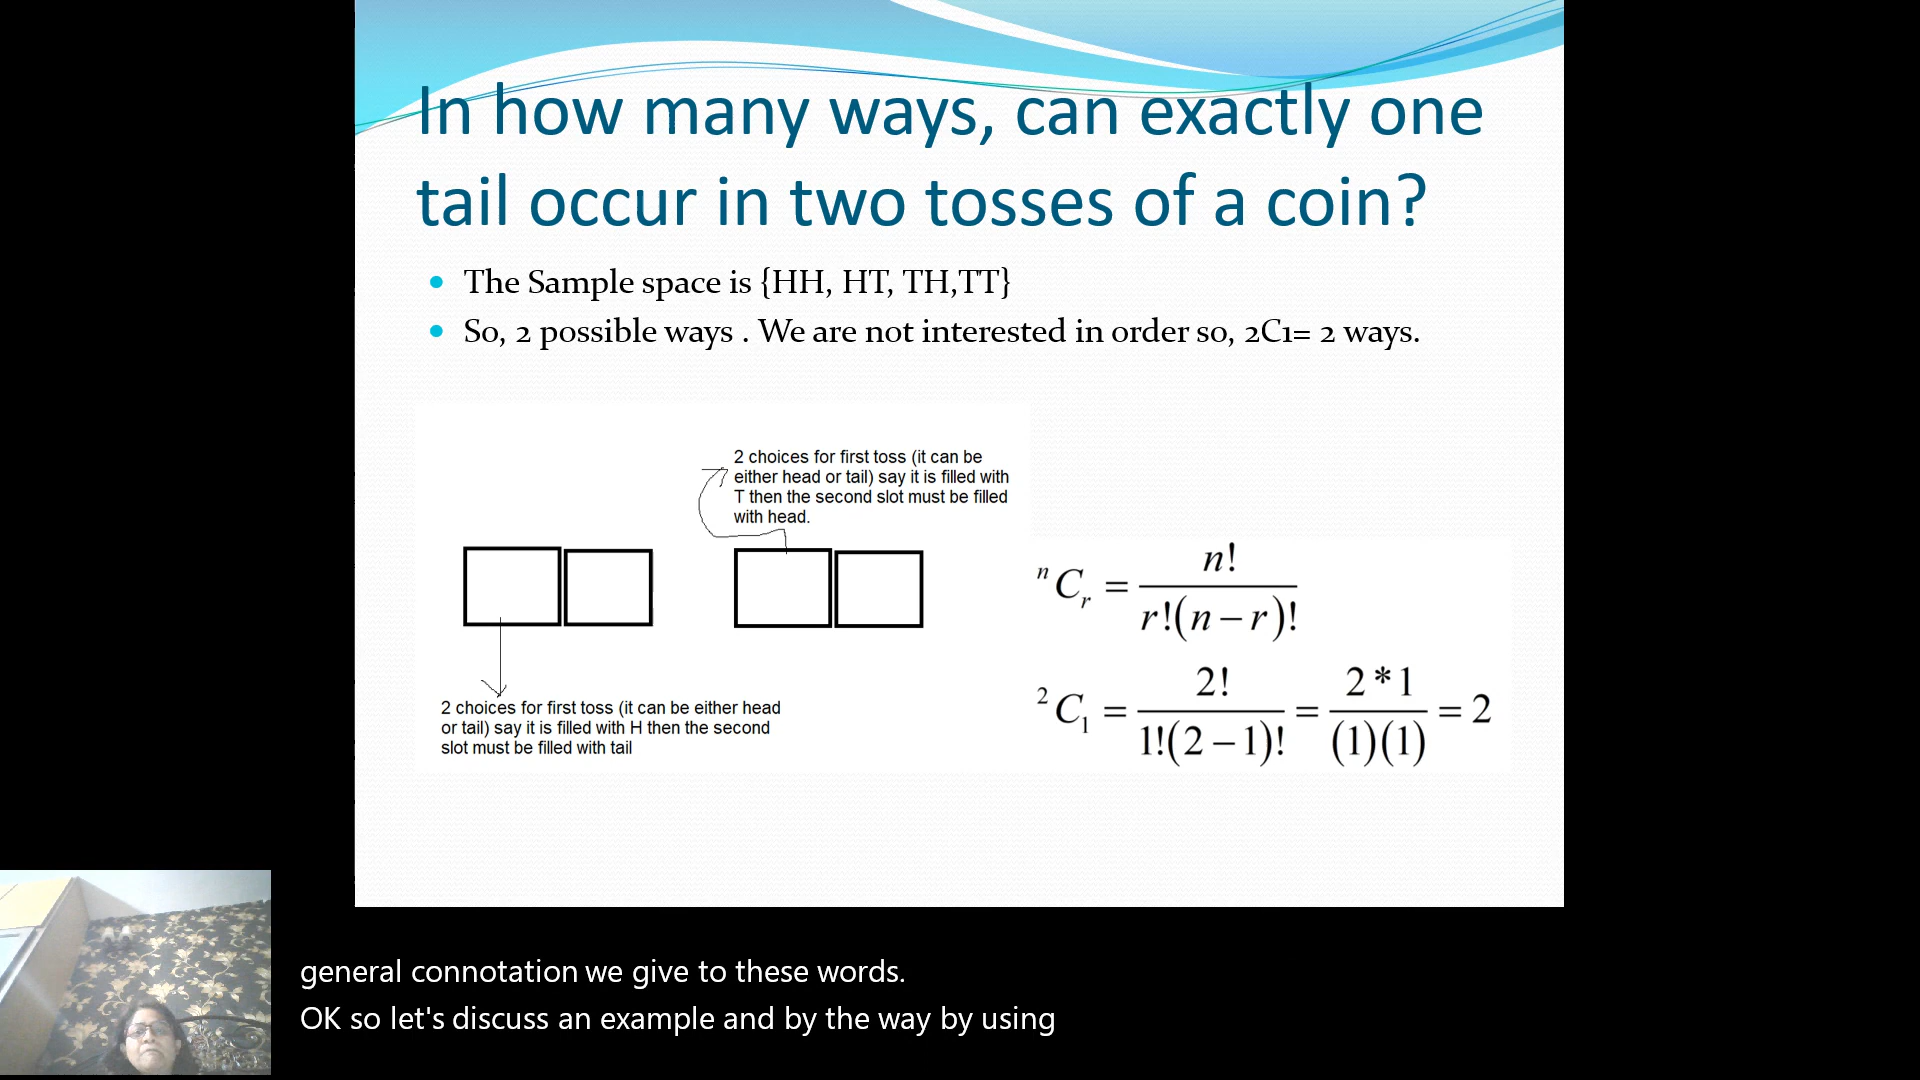 In how many ways, can exactly one
tail occur in two tosses of a coin?
The Sample space is {HH, HT, TH,TT}
So, 2 possible ways . We are not interested in order so, 2C1= 2 ways.
2 choices for first toss (it can be
either head or tail) say it is filled with
T then the second slot must be filled
with head.
2 choices for first toss (it can be either head
or tail) say it is filled with H then the second
slot must be filled with tail
ⁿCᵣ = n! / r!(n − r)!
²C₁ = 2! / 1!(2 − 1)! = 2 * 1 / (1)(1) = 2
general connotation we give to these words.
OK so let's discuss an example and by the way by using